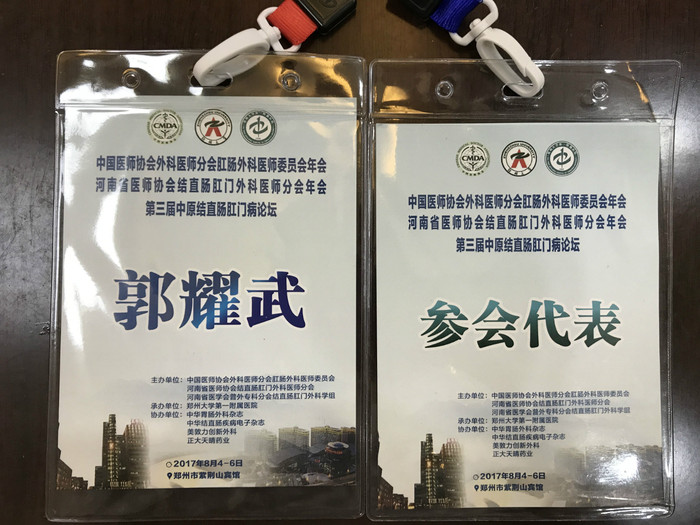 CMDA
中国医师协会外科医师分会肛肠外科医师委员会年会
河南省医师协会结直肠肛门外科医师分会年会
第三届中原结直肠肛门病论坛
郭耀武
主办单位：中国医师协会外科医师分会肛肠外科医师委员会
河南省医师协会结直肠肛门外科医师分会
河南省医学会普外专科分会结直肠肛门外科学组
承办单位：郑州大学第一附属医院
协办单位：中华胃肠外科杂志
中华结直肠疾病电子杂志
美敦力创新外科
正大天晴药业
2017年8月4-6日
郑州市紫荆山宾馆
CMDA
中国医师协会外科医师分会肛肠外科医师委员会年会
河南省医师协会结直肠肛门外科医师分会年会
第三届中原结直肠肛门病论坛
参会代表
主办单位：中国医师协会外科医师分会肛肠外科医师委员会
河南省医师协会结直肠肛门外科医师分会
河南省医学会普外专科分会结直肠肛门外科学组
承办单位：郑州大学第一附属医院
协办单位：中华胃肠外科杂志
中华结直肠疾病电子杂志
美敦力创新外科
正大天晴药业
2017年8月4-6日
郑州市紫荆山宾馆